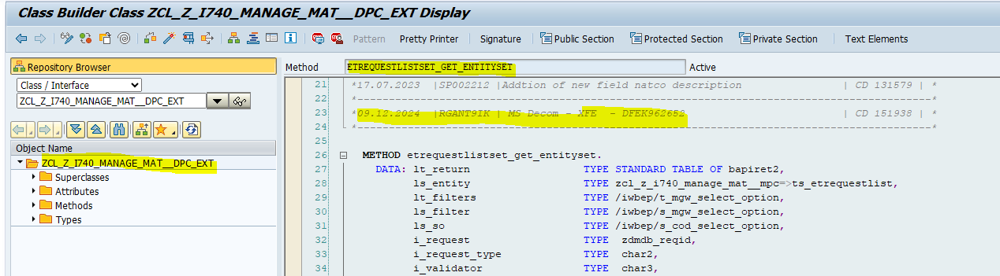 Class Builder Class ZCL_Z_I740_MANAGE_MAT__DPC_EXT Display
Pattern Pretty Printer Signature Public Section Protected Section Private Section Text Elements
Repository Browser
Class / Interface
ZCL_Z_I740_MANAGE_MAT__DPC_EXT
Object Name
ZCL_Z_I740_MANAGE_MAT__DPC_EXT
Superclasses
Attributes
Methods
Types
Method ETREQUESTLISTSET_GET_ENTITYSET Active
21 *17.07.2023 |SP002212 |Addtion of new field natco description | CD 131579 | *
22 *-----------------------------------------------------------------------------------*
23 *09.12.2024 |RGANT9IK | MS Decom - XFE - DFEK962652 | CD 151938 | *
24 *-----------------------------------------------------------------------------------*
25
26 METHOD etrequestlistset_get_entityset.
27 DATA: lt_return TYPE STANDARD TABLE OF bapiret2,
28 ls_entity TYPE zcl_z_i740_manage_mat__mpc=>ts_etrequestlist,
29 lt_filters TYPE /iwbep/t_mgw_select_option,
30 ls_filter TYPE /iwbep/s_mgw_select_option,
31 ls_so TYPE /iwbep/s_cod_select_option,
32 i_request TYPE zdmdb_reqid,
33 i_request_type TYPE char2,
34 i_validator TYPE char3,